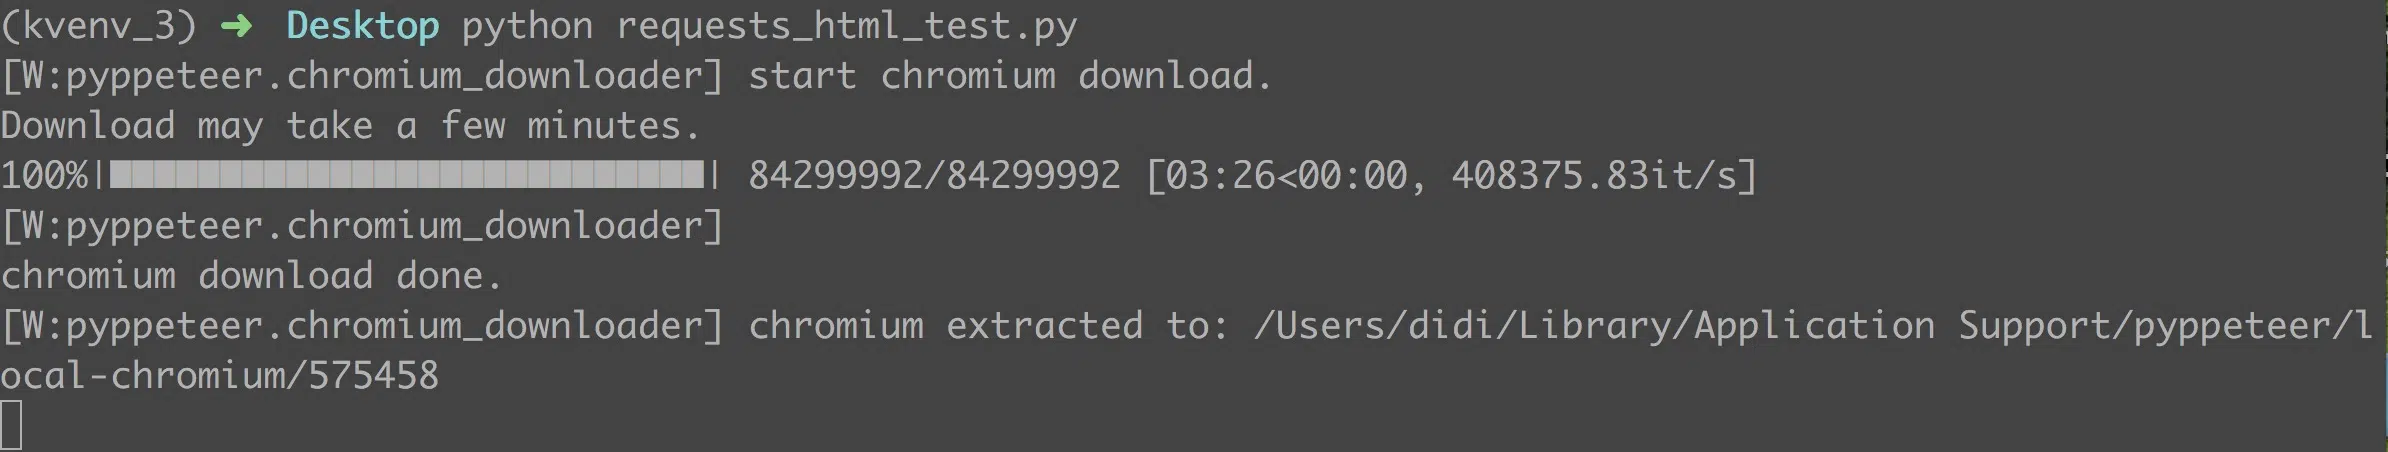 (kvenv_3) ➜ Desktop python requests_html_test.py
[W:pyppeteer.chromium_downloader] start chromium download.
Download may take a few minutes.
100%|███████████████████████████| 84299992/84299992 [03:26<00:00, 408375.83it/s]
[W:pyppeteer.chromium_downloader]
chromium download done.
[W:pyppeteer.chromium_downloader] chromium extracted to: /Users/didi/Library/Application Support/pyppeteer/l
ocal-chromium/575458